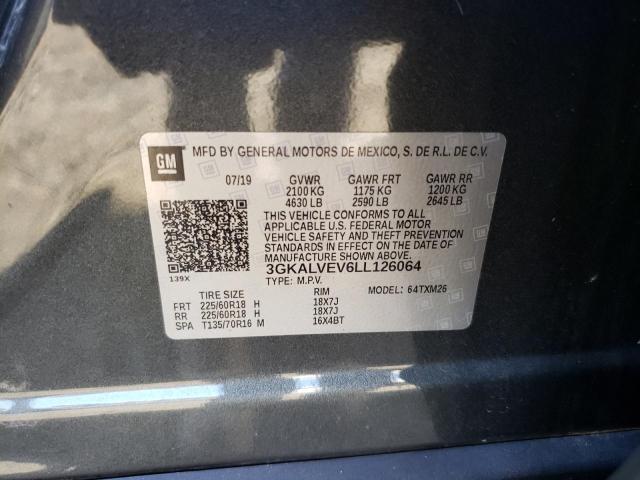 GM MFD BY GENERAL MOTORS DE MEXICO, S. DE R.L. DE C.V.
07/19 GVWR GAWR FRT GAWR RR
2100 KG 1175 KG 1200 KG
4630 LB 2590 LB 2645 LB
THIS VEHICLE CONFORMS TO ALL
APPLICABLE U.S. FEDERAL MOTOR
VEHICLE SAFETY AND THEFT PREVENTION
STANDARDS IN EFFECT ON THE DATE OF
MANUFACTURE SHOWN ABOVE.
3GKALVEV6LL126064
139X
TYPE: M.P.V. MODEL: 64TXM26
TIRE SIZE RIM
FRT 225/60R18 H 18X7J
RR 225/60R18 H 18X7J
SPA T135/70R16 M 16X4BT